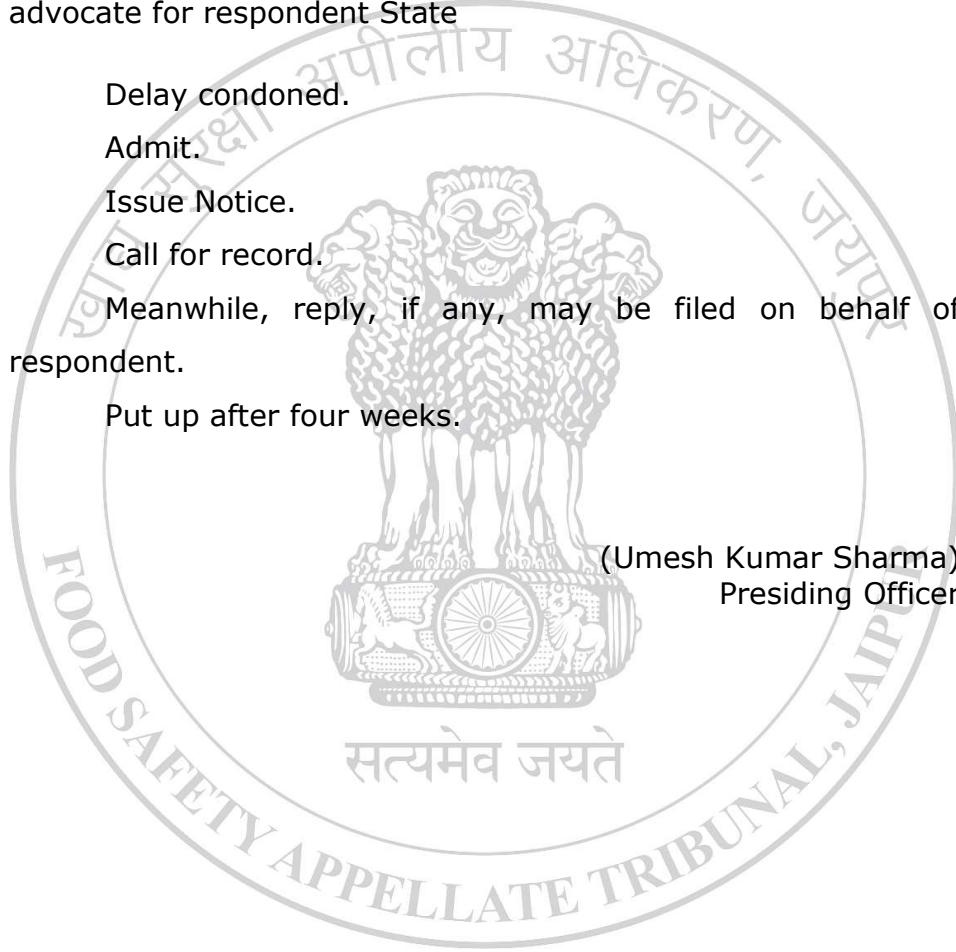 advocate for respondent State
खाद्य सुरक्षा अपीलीय अधिकरण, जयपुर
Delay condoned.
Admit.
Issue Notice.
Call for record.
Meanwhile, reply, if any, may be filed on behalf of
respondent.
Put up after four weeks.
(Umesh Kumar Sharma)
Presiding Officer
सत्यमेव जयते
FOOD SAFETY APPELLATE TRIBUNAL, JAIPUR